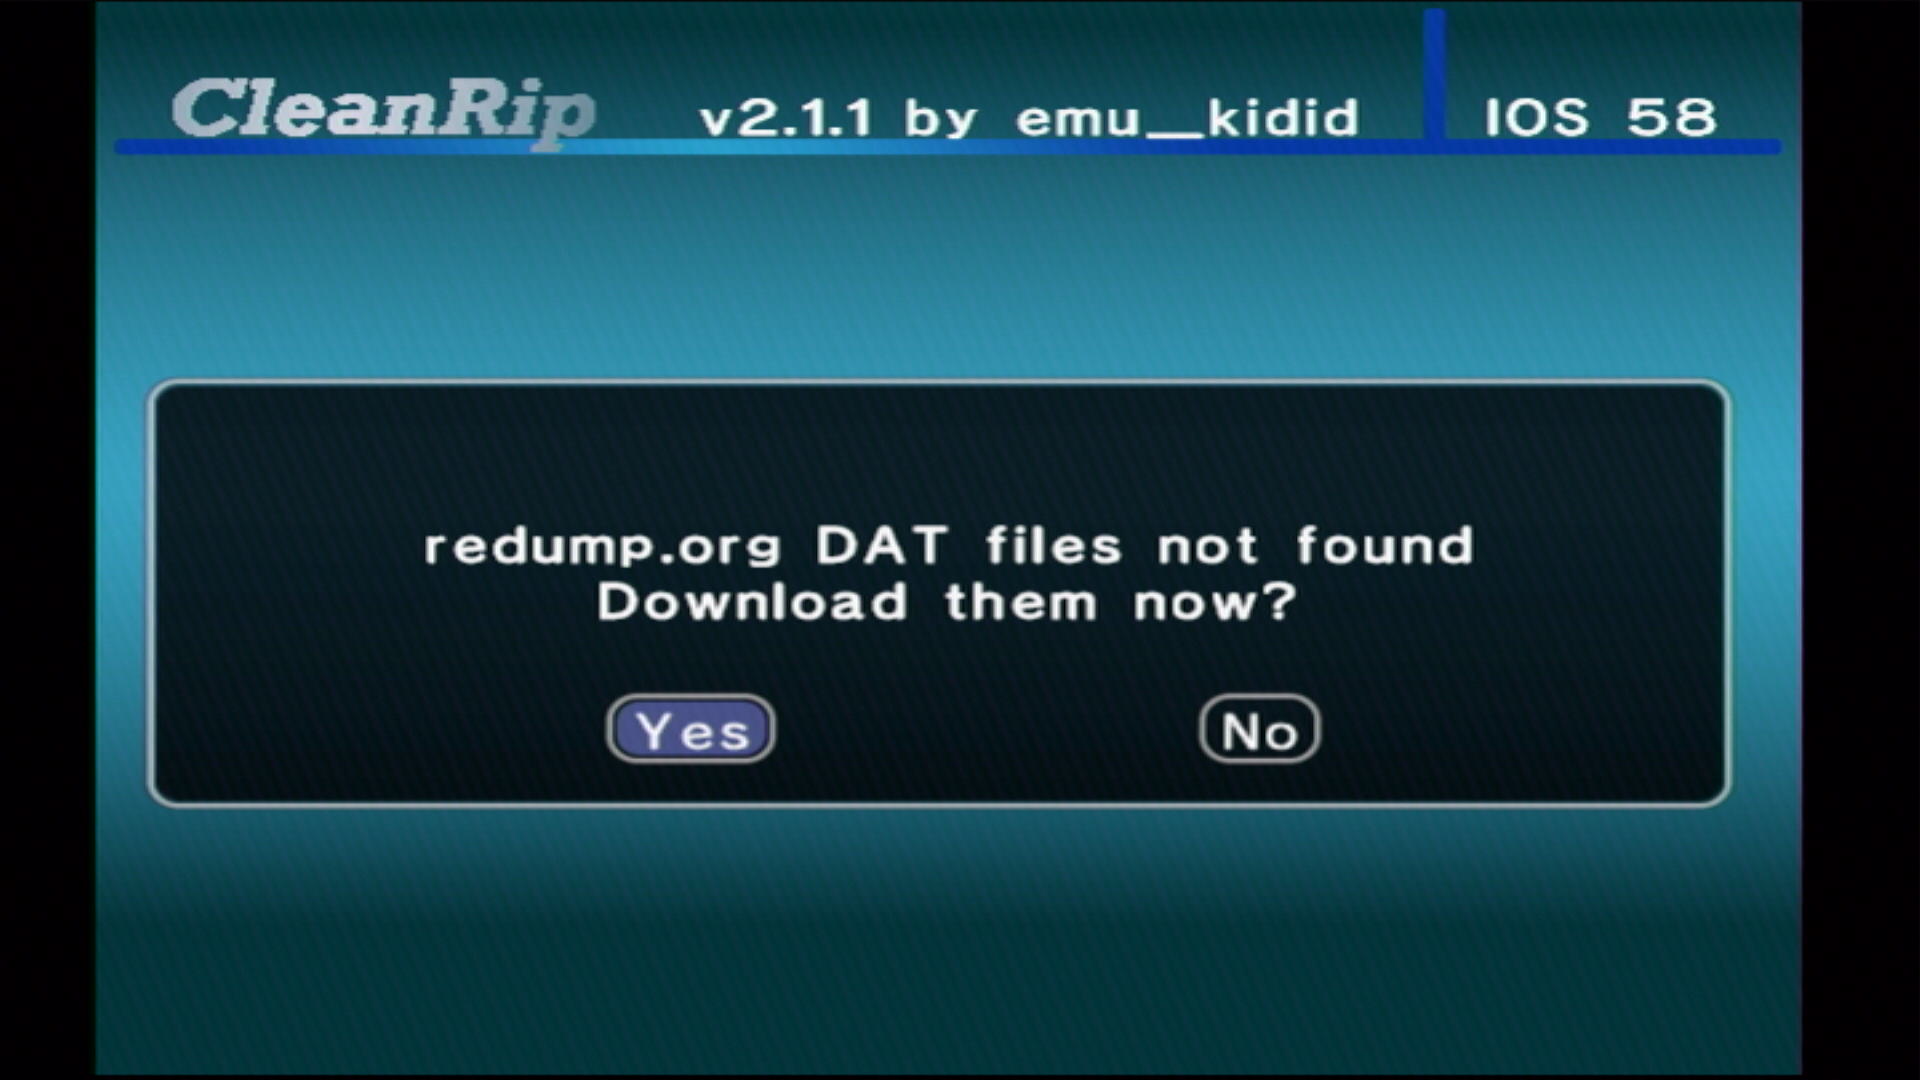 CleanRip v2.1.1 by emu_kidid IOS 58
redump.org DAT files not found
Download them now?
Yes No